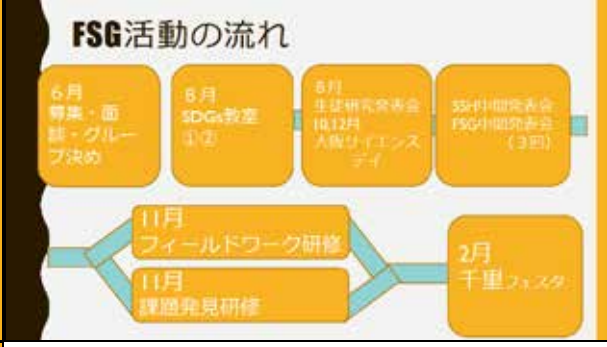 FSG活動の流れ
6月
募集・面
談・グルー
プ決め
8月
SDGs教室
①②
8月
生徒研究発表会
10,12月
大阪サイエンス
デイ
SSH中間発表会
FSG中間発表会
(3回)
11月
フィールドワーク研修
11月
課題発見研修
2月
千里フェスタ